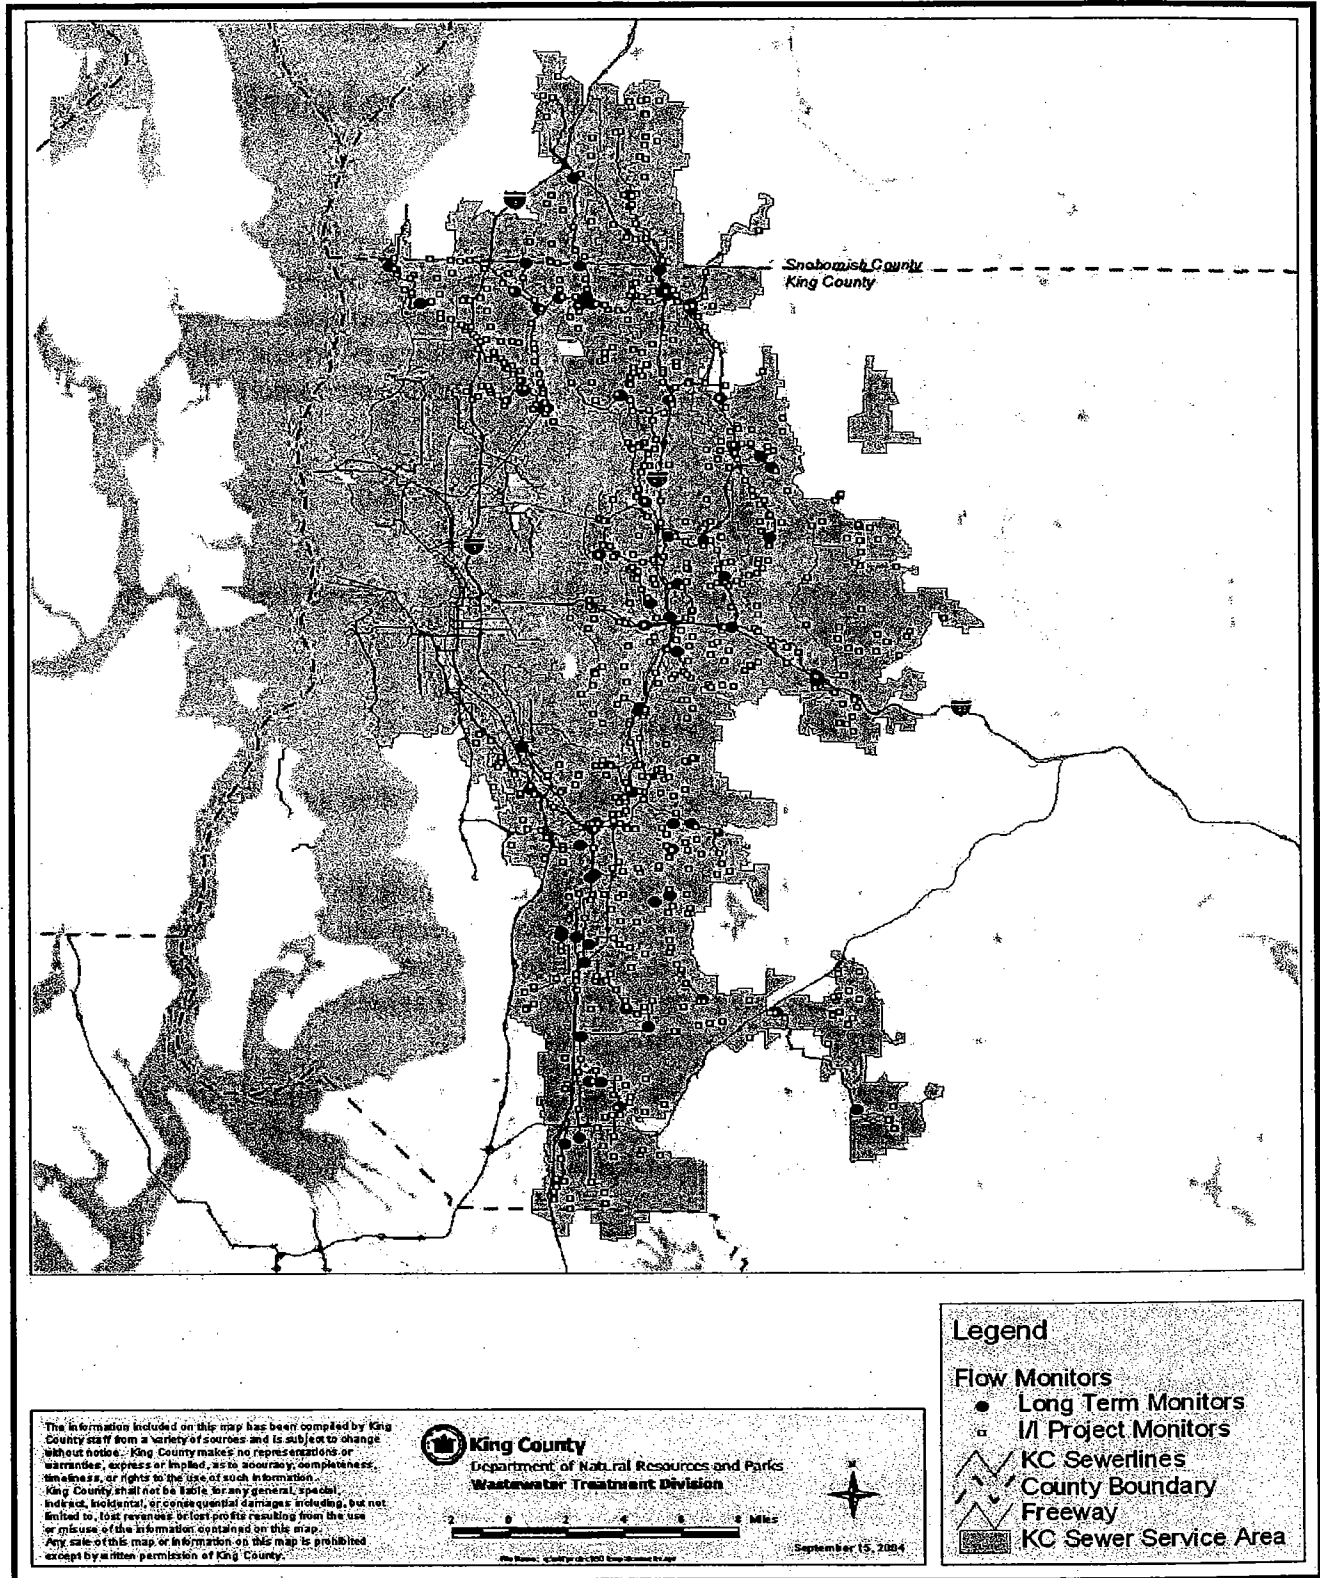 Snohomish County
King County
Legend
Flow Monitors
Long Term Monitors
I/I Project Monitors
KC Sewerlines
County Boundary
Freeway
KC Sewer Service Area
The information included on this map has been compiled by King
County staff from a variety of sources and is subject to change
without notice. King County makes no representations or
warranties, express or implied, as to accuracy, completeness,
timeliness, or rights to the use of such information.
King County shall not be liable for any general, special,
indirect, incidental, or consequential damages including, but not
limited to, lost revenues or lost profits resulting from the use
or misuse of the information contained on this map.
Any sale of this map or information on this map is prohibited
except by written permission of King County.
King County
Department of Natural Resources and Parks
Wastewater Treatment Division
2 0 2 4 6 8 Miles
September 15, 2004